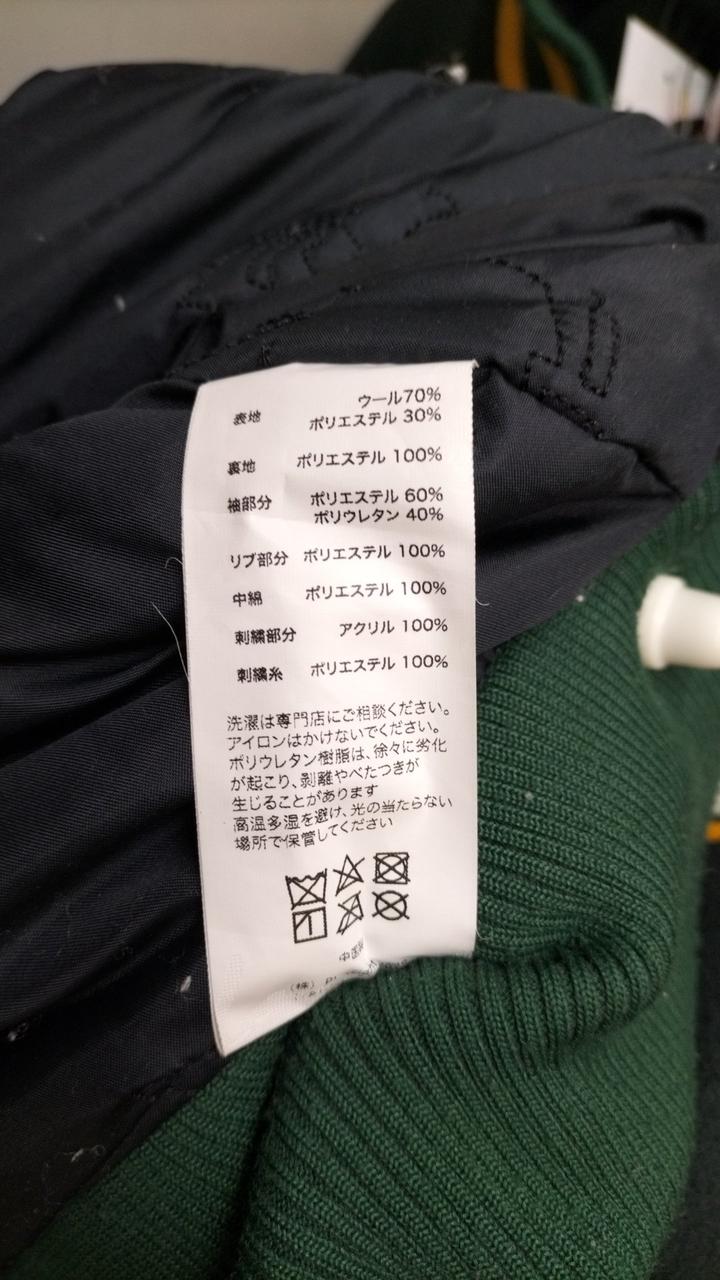 表地 ウール70%
ポリエステル 30%
裏地 ポリエステル 100%
袖部分 ポリエステル 60%
ポリウレタン 40%
リブ部分 ポリエステル 100%
中綿 ポリエステル 100%
刺繍部分 アクリル 100%
刺繍糸 ポリエステル 100%
洗濯は専門店にご相談ください。
アイロンはかけないでください。
ポリウレタン樹脂は、徐々に劣化
が起こり、剥離やべたつきが
生じることがあります
高温多湿を避け、光の当たらない
場所で保管してください
中国
（株）